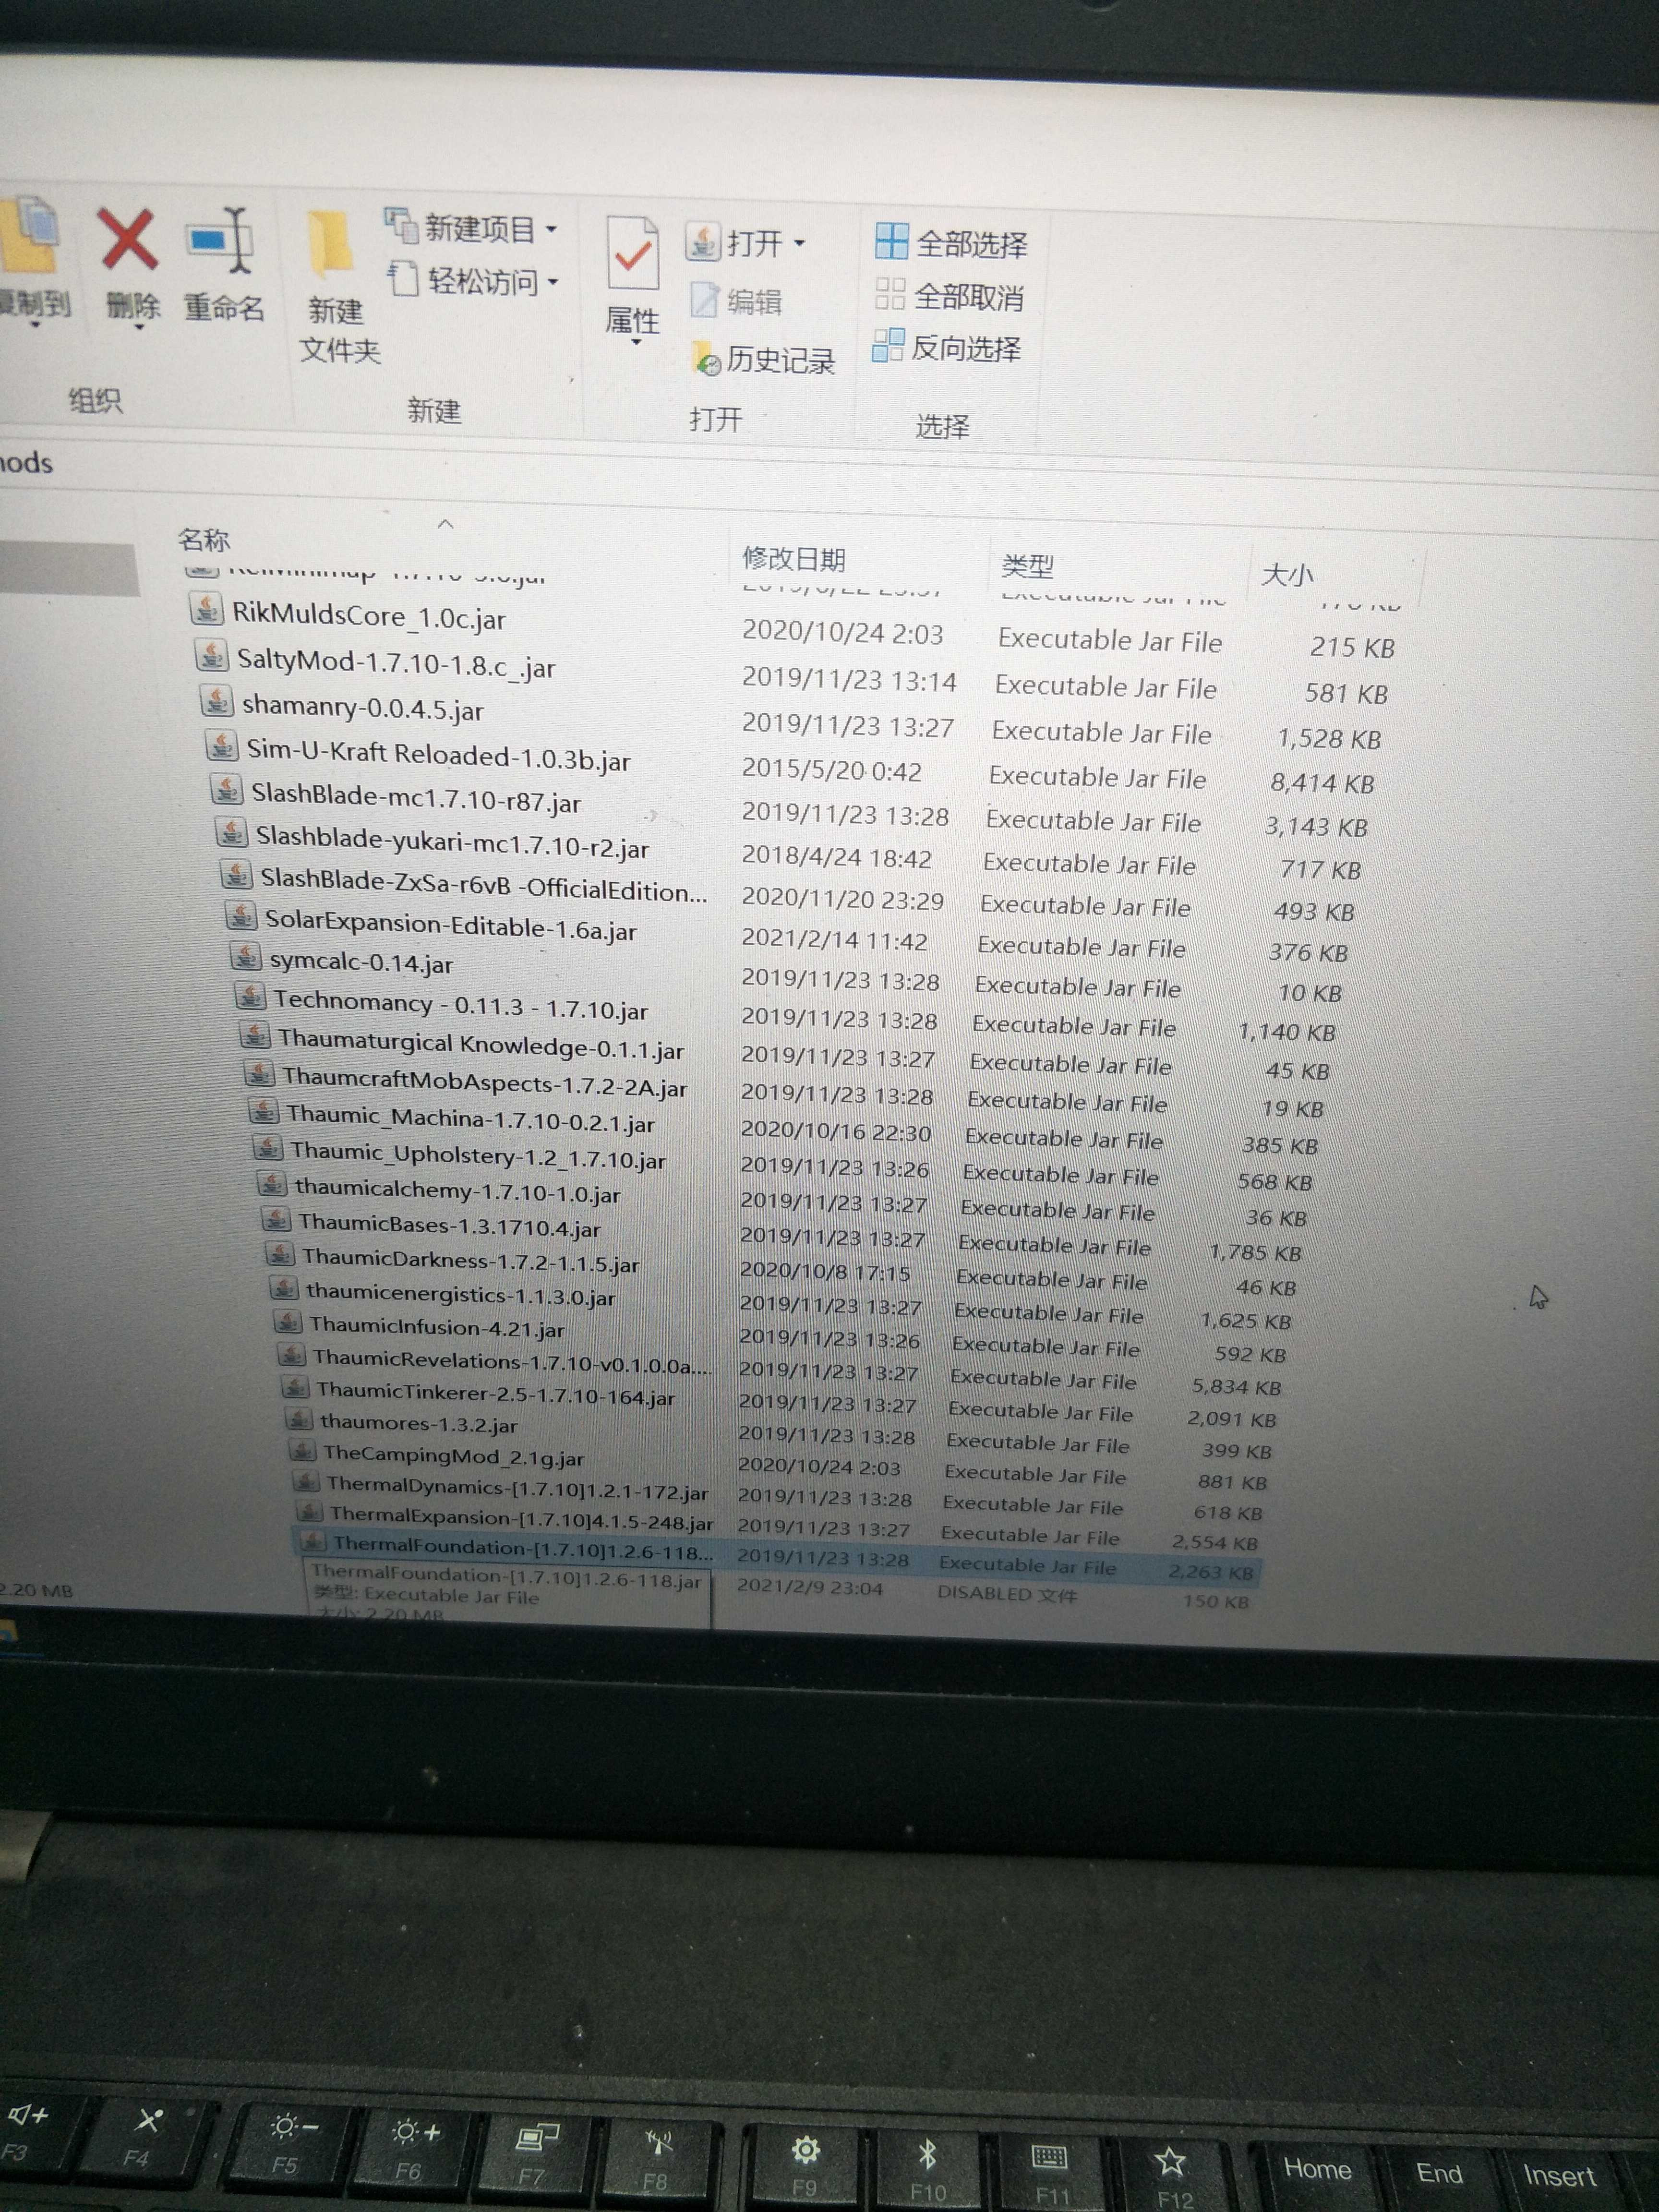 复制到
删除
重命名
新建
文件夹
新建项目
轻松访问
属性
打开
编辑
历史记录
全部选择
全部取消
反向选择
组织
新建
打开
选择
mods
名称 修改日期 类型 大小
RikMuldsCore_1.0c.jar 2020/10/24 2:03 Executable Jar File 215 KB
SaltyMod-1.7.10-1.8.c_.jar 2019/11/23 13:14 Executable Jar File 581 KB
shamanry-0.0.4.5.jar 2019/11/23 13:27 Executable Jar File 1,528 KB
Sim-U-Kraft Reloaded-1.0.3b.jar 2015/5/20 0:42 Executable Jar File 8,414 KB
SlashBlade-mc1.7.10-r87.jar 2019/11/23 13:28 Executable Jar File 3,143 KB
Slashblade-yukari-mc1.7.10-r2.jar 2018/4/24 18:42 Executable Jar File 717 KB
SlashBlade-ZxSa-r6vB -OfficialEdition... 2020/11/20 23:29 Executable Jar File 493 KB
SolarExpansion-Editable-1.6a.jar 2021/2/14 11:42 Executable Jar File 376 KB
symcalc-0.14.jar 2019/11/23 13:28 Executable Jar File 10 KB
Technomancy - 0.11.3 - 1.7.10.jar 2019/11/23 13:28 Executable Jar File 1,140 KB
Thaumaturgical Knowledge-0.1.1.jar 2019/11/23 13:27 Executable Jar File 45 KB
ThaumcraftMobAspects-1.7.2-2A.jar 2019/11/23 13:28 Executable Jar File 19 KB
Thaumic_Machina-1.7.10-0.2.1.jar 2020/10/16 22:30 Executable Jar File 385 KB
Thaumic_Upholstery-1.2_1.7.10.jar 2019/11/23 13:26 Executable Jar File 568 KB
thaumicalchemy-1.7.10-1.0.jar 2019/11/23 13:27 Executable Jar File 36 KB
ThaumicBases-1.3.1710.4.jar 2019/11/23 13:27 Executable Jar File 1,785 KB
ThaumicDarkness-1.7.2-1.1.5.jar 2020/10/8 17:15 Executable Jar File 46 KB
thaumicenergistics-1.1.3.0.jar 2019/11/23 13:27 Executable Jar File 1,625 KB
ThaumicInfusion-4.21.jar 2019/11/23 13:26 Executable Jar File 592 KB
ThaumicRevelations-1.7.10-v0.1.0.0a.... 2019/11/23 13:27 Executable Jar File 5,834 KB
ThaumicTinkerer-2.5-1.7.10-164.jar 2019/11/23 13:27 Executable Jar File 2,091 KB
thaumores-1.3.2.jar 2019/11/23 13:28 Executable Jar File 399 KB
TheCampingMod_2.1g.jar 2020/10/24 2:03 Executable Jar File 881 KB
ThermalDynamics-[1.7.10]1.2.1-172.jar 2019/11/23 13:28 Executable Jar File 618 KB
ThermalExpansion-[1.7.10]4.1.5-248.jar 2019/11/23 13:27 Executable Jar File 2,554 KB
ThermalFoundation-[1.7.10]1.2.6-118... 2019/11/23 13:28 Executable Jar File 2,263 KB
ThermalFoundation-[1.7.10]1.2.6-118.jar 2021/2/9 23:04 DISABLED 文件 150 KB
类型: Executable Jar File
大小: 2.20 MB
2.20 MB
F3 F4 F5 F6 F7 F8 F9 F10 F11 F12 Home End Insert